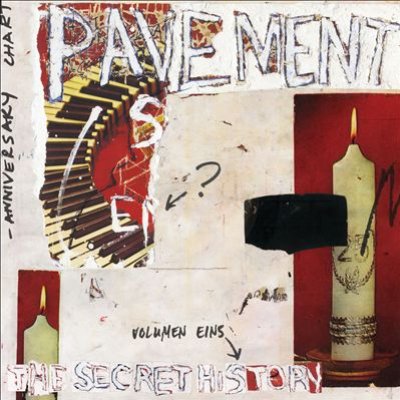 PAVEMENT
- ANNIVERSARY CHART
?
VOLUMEN EINS
THE SECRET HISTORY